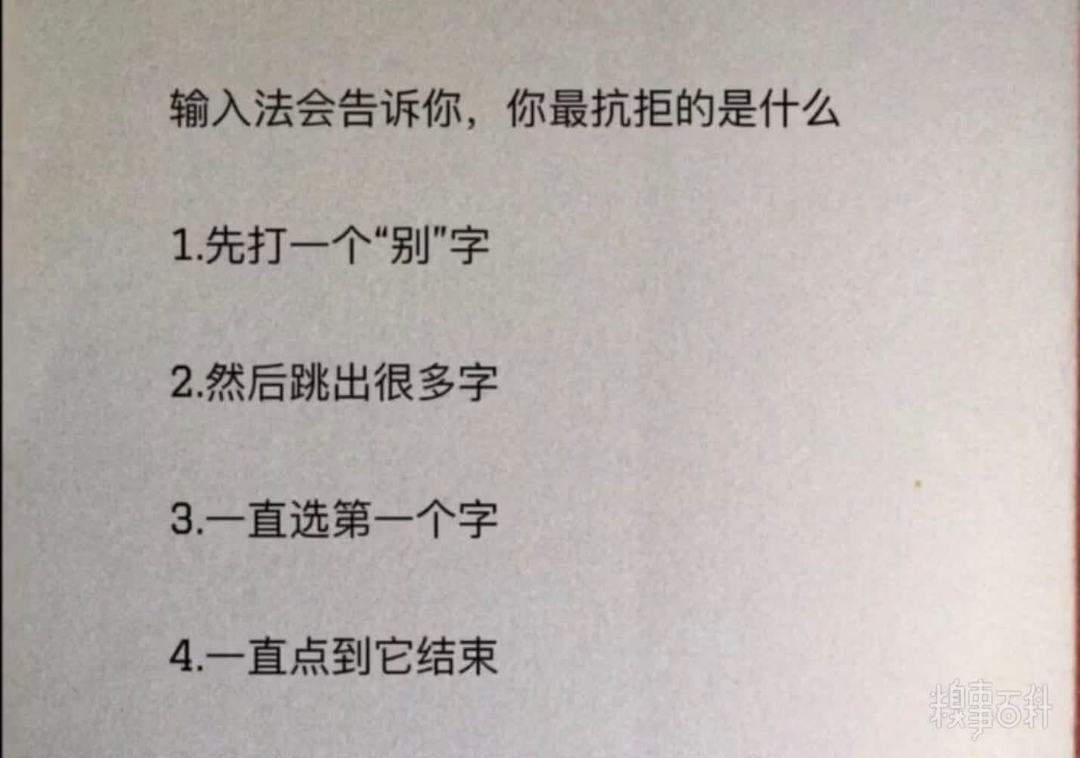 输入法会告诉你，你最抗拒的是什么
1.先打一个“别”字
2.然后跳出很多字
3.一直选第一个字
4.一直点到它结束
糗事百科